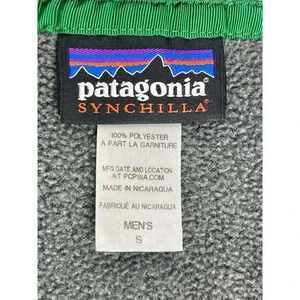 patagonia
SYNCHILLA
100% POLYESTER
A PART LA GARNITURE
MFG DATE AND LOCATION
AT PCPSIA.COM
MADE IN NICARAGUA
FABRIQUÉ AU NICARAGUA
MEN'S
S